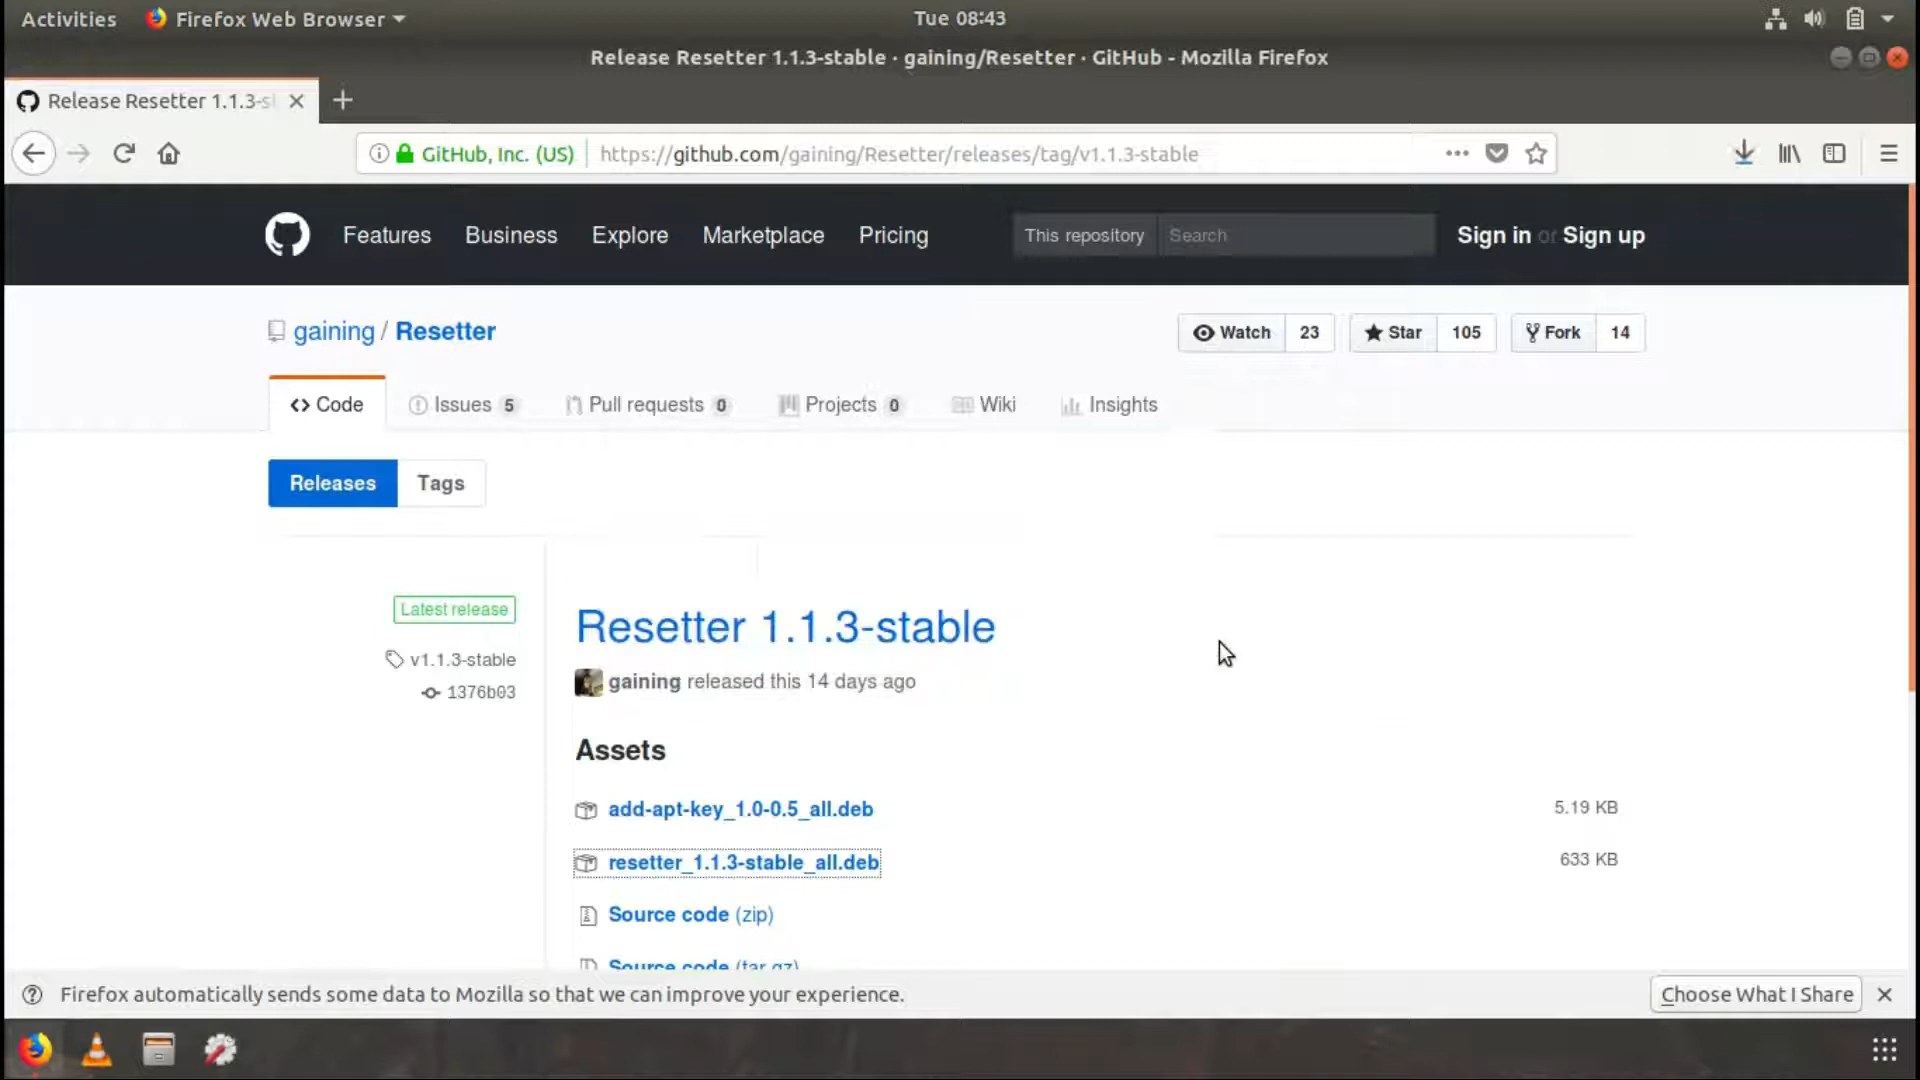 Activities Firefox Web Browser Tue 08:43
Release Resetter 1.1.3-stable · gaining/Resetter · GitHub - Mozilla Firefox
Release Resetter 1.1.3-s
GitHub, Inc. (US) https://github.com/gaining/Resetter/releases/tag/v1.1.3-stable
Features Business Explore Marketplace Pricing This repository Search Sign in or Sign up
gaining / Resetter Watch 23 Star 105 Fork 14
Code Issues 5 Pull requests 0 Projects 0 Wiki Insights
Releases Tags
Latest release
v1.1.3-stable
1376b03
Resetter 1.1.3-stable
gaining released this 14 days ago
Assets
add-apt-key_1.0-0.5_all.deb 5.19 KB
resetter_1.1.3-stable_all.deb 633 KB
Source code (zip)
Source code (tar.gz)
Firefox automatically sends some data to Mozilla so that we can improve your experience. Choose What I Share